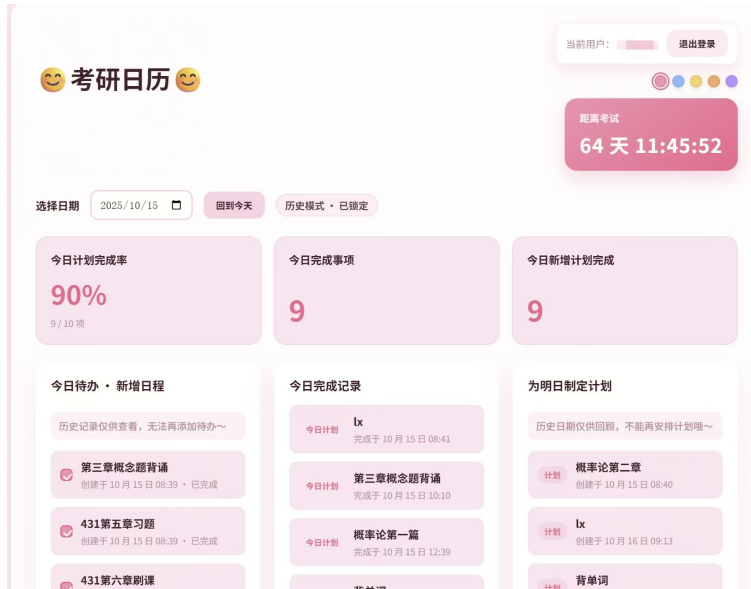 当前用户：
退出登录
😊考研日历😊
距离考试
64 天 11:45:52
选择日期
2025/10/15
回到今天
历史模式 · 已锁定
今日计划完成率
90%
9 / 10 项
今日完成事项
9
今日新增计划完成
9
今日待办 · 新增日程
历史记录仅供查看，无法再添加待办～
第三章概念题背诵
创建于 10 月 15 日 08:39 · 已完成
431第五章习题
创建于 10 月 15 日 08:39 · 已完成
431第六章刷课
今日完成记录
今日计划
lx
完成于 10 月 15 日 08:41
今日计划
第三章概念题背诵
完成于 10 月 15 日 10:10
今日计划
概率论第一篇
完成于 10 月 15 日 12:39
为明日制定计划
历史日期仅供回顾，不能再安排计划哦～
计划
概率论第二章
创建于 10 月 15 日 08:40
计划
lx
创建于 10 月 16 日 09:13
计划
背单词